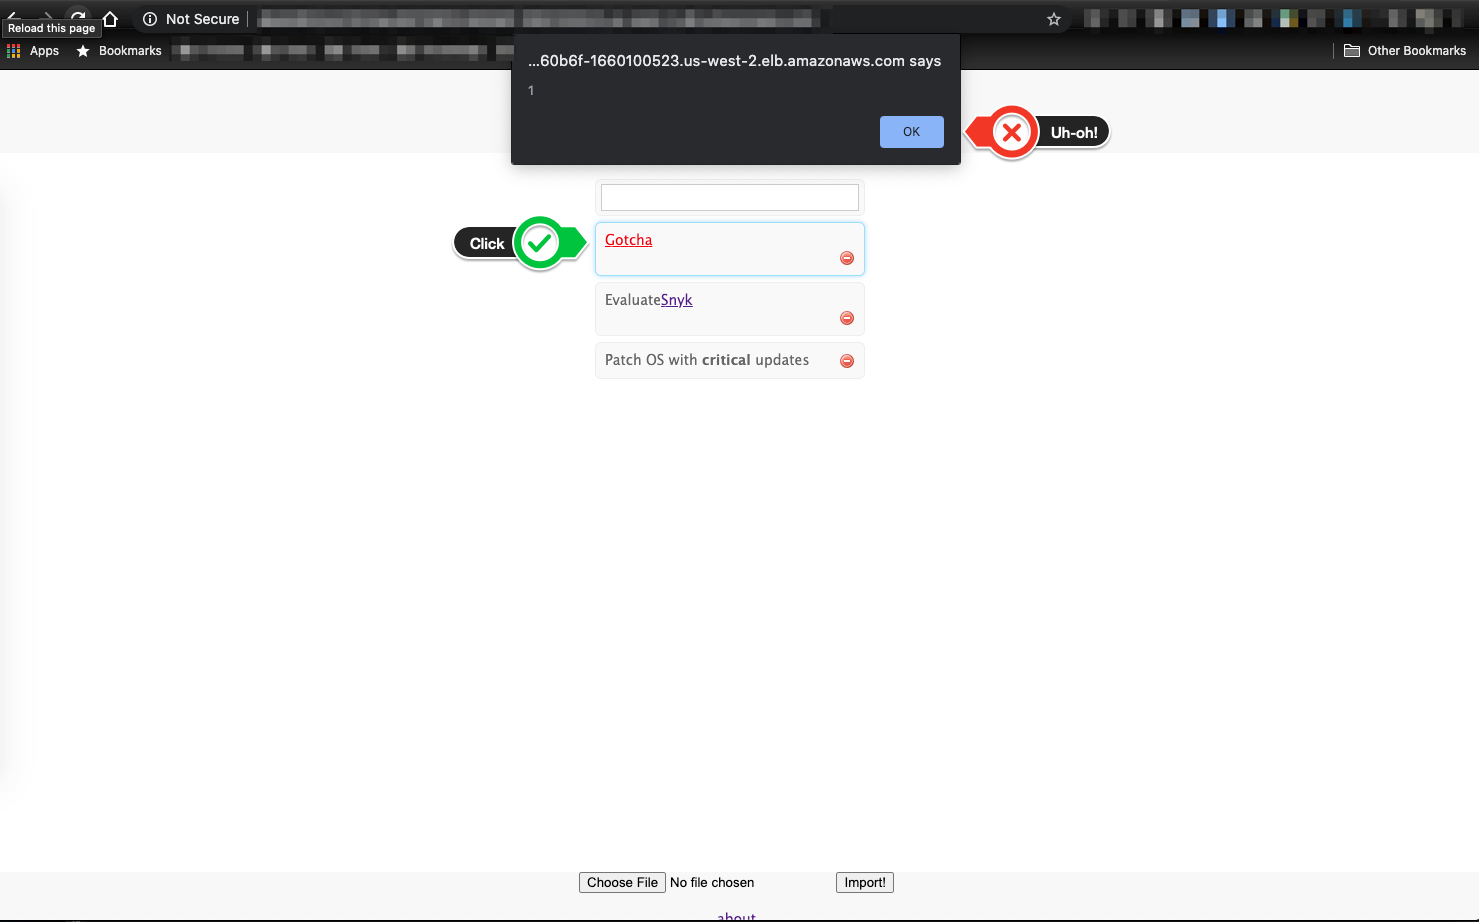 Not Secure
Reload this page
Apps
Bookmarks
Other Bookmarks
...60b6f-1660100523.us-west-2.elb.amazonaws.com says
1
OK
Uh-oh!
Click
Gotcha
EvaluateSnyk
Patch OS with critical updates
Choose File No file chosen
Import!
about